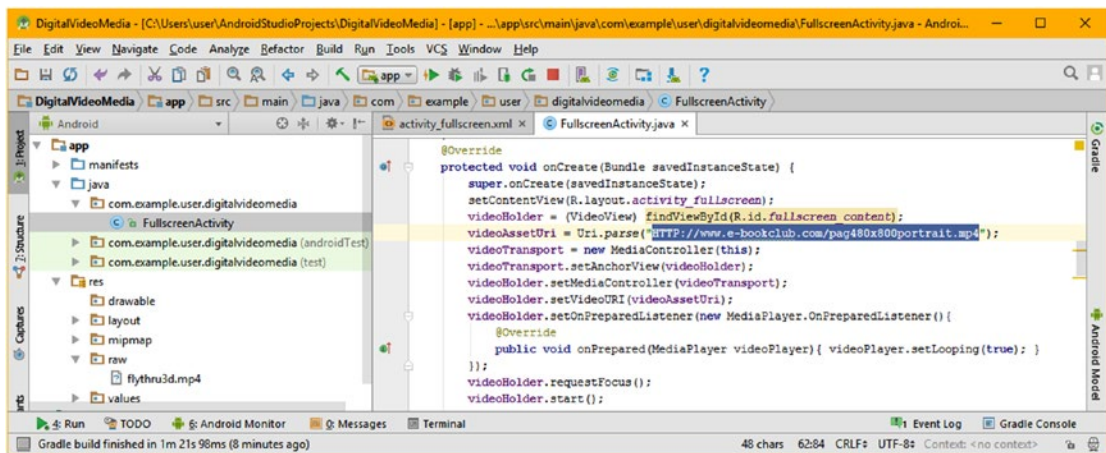 DigitalVideoMedia - [C:\Users\user\AndroidStudioProjects\DigitalVideoMedia] - [app] - ...\app\src\main\java\com\example\user\digitalvideomedia\FullscreenActivity.java - Androi...
File Edit View Navigate Code Analyze Refactor Build Run Tools VCS Window Help
app
DigitalVideoMedia app src main java com example user digitalvideomedia FullscreenActivity
Android
activity_fullscreen.xml × FullscreenActivity.java ×
1: Project
7: Structure
Captures
app
manifests
java
com.example.user.digitalvideomedia
FullscreenActivity
com.example.user.digitalvideomedia (androidTest)
com.example.user.digitalvideomedia (test)
res
drawable
layout
mipmap
raw
flythru3d.mp4
values
@Override
protected void onCreate(Bundle savedInstanceState) {
super.onCreate(savedInstanceState);
setContentView(R.layout.activity_fullscreen);
videoHolder = (VideoView) findViewById(R.id.fullscreen_content);
videoAssetUri = Uri.parse("HTTP://www.e-bookclub.com/pag480x800portrait.mp4");
videoTransport = new MediaController(this);
videoTransport.setAnchorView(videoHolder);
videoHolder.setMediaController(videoTransport);
videoHolder.setVideoURI(videoAssetUri);
videoHolder.setOnPreparedListener(new MediaPlayer.OnPreparedListener(){
@Override
public void onPrepared(MediaPlayer videoPlayer){ videoPlayer.setLooping(true); }
});
videoHolder.requestFocus();
videoHolder.start();
Gradle
Android Model
4: Run TODO 6: Android Monitor 0: Messages Terminal 1 Event Log Gradle Console
Gradle build finished in 1m 21s 98ms (8 minutes ago) 48 chars 62:84 CRLF UTF-8 Context: <no context>